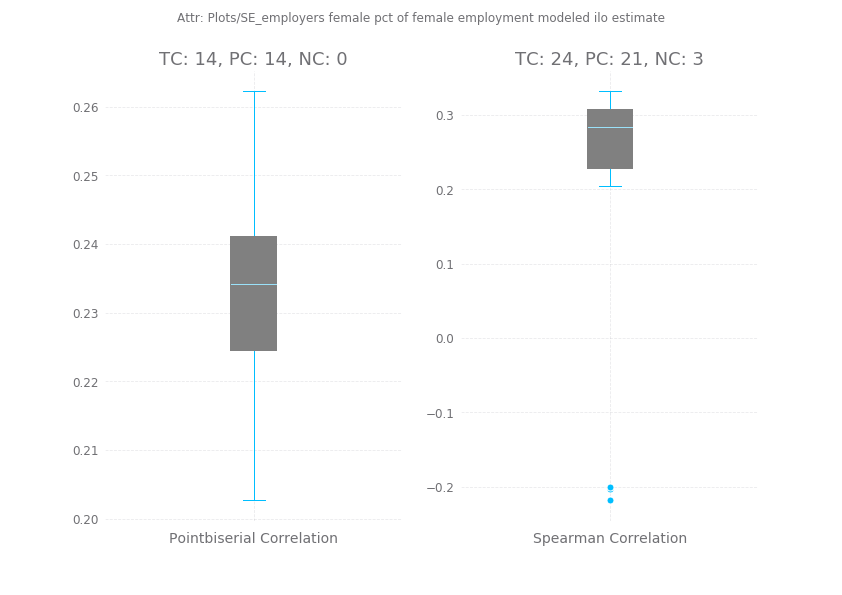 Attr: Plots/SE_employers female pct of female employment modeled ilo estimate
TC: 14, PC: 14, NC: 0
0.26
0.25
0.24
0.23
0.22
0.21
0.20
Pointbiserial Correlation
TC: 24, PC: 21, NC: 3
0.3
0.2
0.1
0.0
−0.1
−0.2
Spearman Correlation